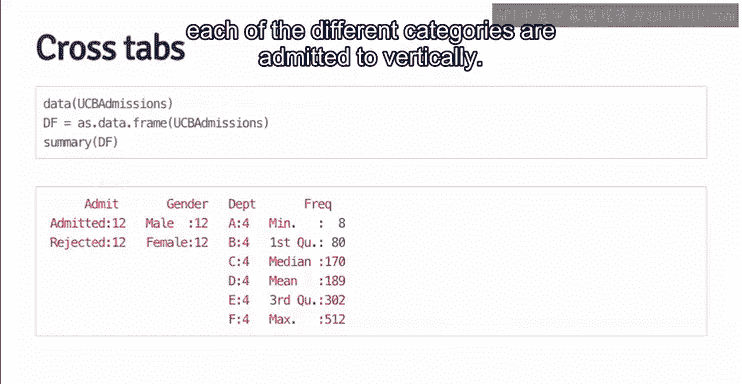 each of the different categories are
admitted to vertically.
Cross tabs
data(UCBAdmissions)
DF = as.data.frame(UCBAdmissions)
summary(DF)
Admit Gender Dept Freq
Admitted:12 Male :12 A:4 Min. : 8
Rejected:12 Female:12 B:4 1st Qu.: 80
C:4 Median :170
D:4 Mean :189
E:4 3rd Qu.:302
F:4 Max. :512